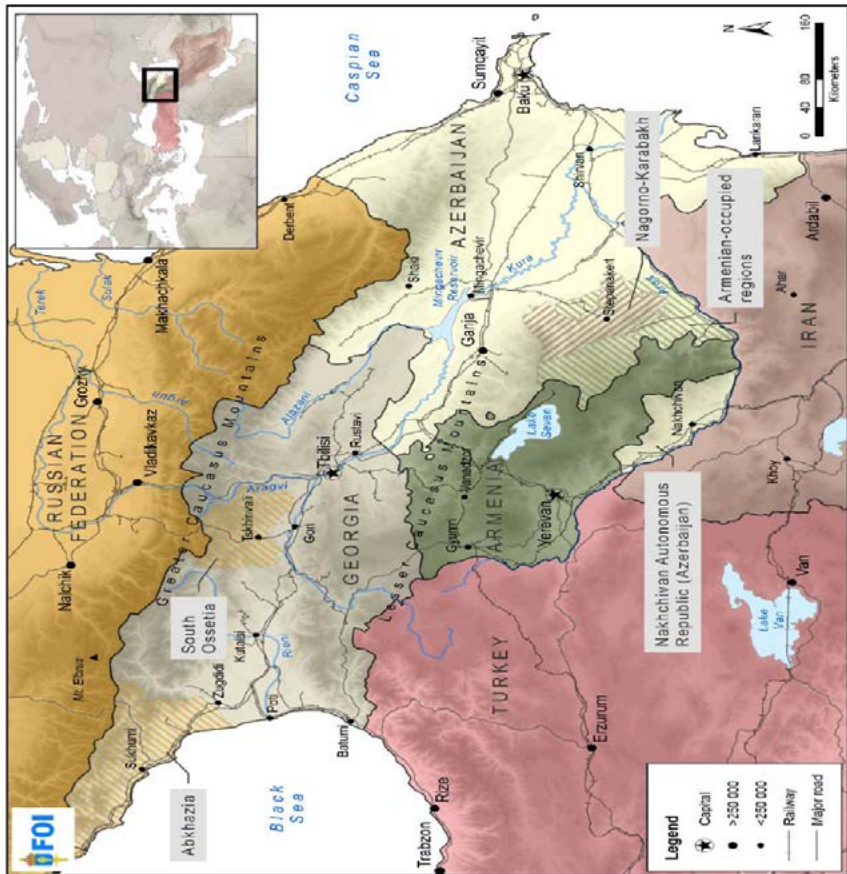 FOI
Abkhazia
Sukhumi
Mt. Elbrus
Nalchik
RUSSIAN
FEDERATION
Vladikavkaz
Grozny
Argun
Terek
Sulak
Makhachkala
Derbent
Caspian
Sea
Black
Sea
Zugdidi
Poti
Batumi
Kutaisi
Rioni
South
Ossetia
Tskhinvali
Gori
Greater Caucasus Mountains
Aragvi
Tbilisi
Rustavi
GEORGIA
Alazani
Lesser Caucasus Mountains
Shaki
Mingachevir
Reservoir
Mingachevir
Kura
AZERBAIJAN
Sumqayit
Baku
Ganja
Shirvan
Trabzon
Rize
Gyumri
Vanadzor
ARMENIA
Lake
Sevan
Yerevan
Stepanakert
Nagorno-Karabakh
Aras
Armenian-occupied
regions
Lankaran
TURKEY
Erzurum
Nakhchivan
Nakhchivan Autonomous
Republic (Azerbaijan)
Lake
Van
Van
Khoy
IRAN
Ahar
Ardabil
Legend
Capital
>250 000
<250 000
Railway
Major road
0 40 80 160
Kilometers
N